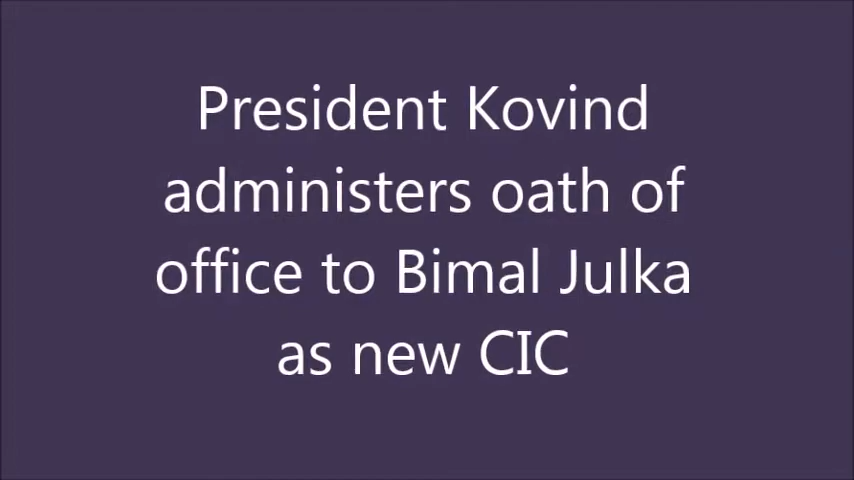 President Kovind
administers oath of
office to Bimal Julka
as new CIC